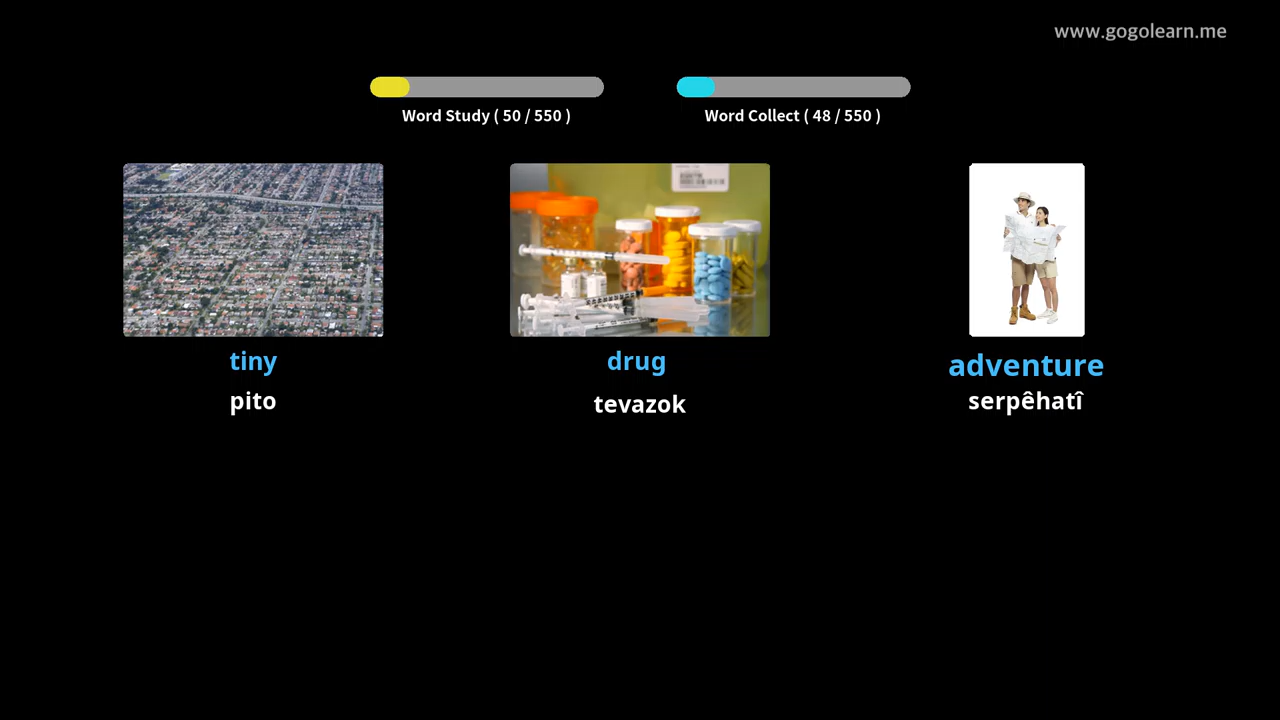 www.gogolearn.me
Word Study ( 50 / 550 )
Word Collect ( 48 / 550 )
tiny
pito
drug
tevazok
adventure
serpêhatî